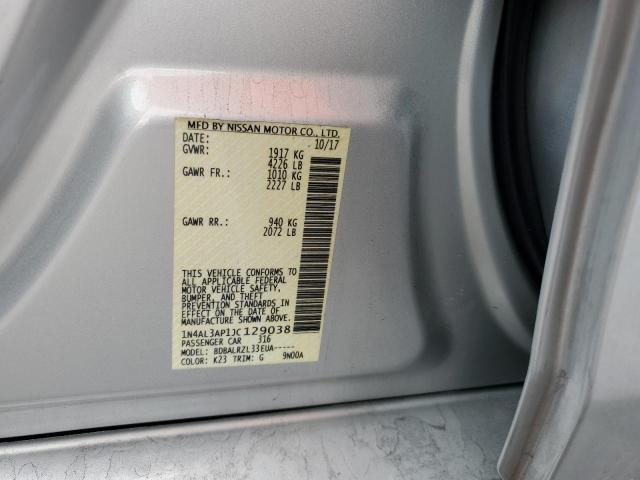 MFD BY NISSAN MOTOR CO., LTD.
DATE: 10/17
GVWR: 1917 KG
4226 LB
GAWR FR.: 1010 KG
2227 LB
GAWR RR.: 940 KG
2072 LB
THIS VEHICLE CONFORMS TO
ALL APPLICABLE FEDERAL
MOTOR VEHICLE SAFETY,
BUMPER, AND THEFT
PREVENTION STANDARDS IN
EFFECT ON THE DATE OF
MANUFACTURE SHOWN ABOVE.
1N4AL3AP1JC129038
PASSENGER CAR 316
MODEL: BDBALRZL33EUA-----
COLOR: K23 TRIM: G 9N00A